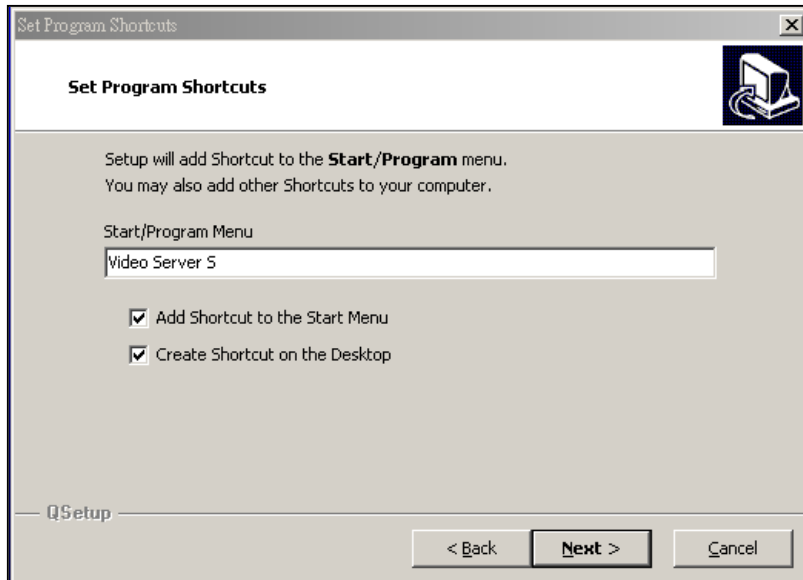 Set Program Shortcuts
Set Program Shortcuts
Setup will add Shortcut to the Start/Program menu.
You may also add other Shortcuts to your computer.
Start/Program Menu
Video Server S
Add Shortcut to the Start Menu
Create Shortcut on the Desktop
QSetup
< Back
Next >
Cancel